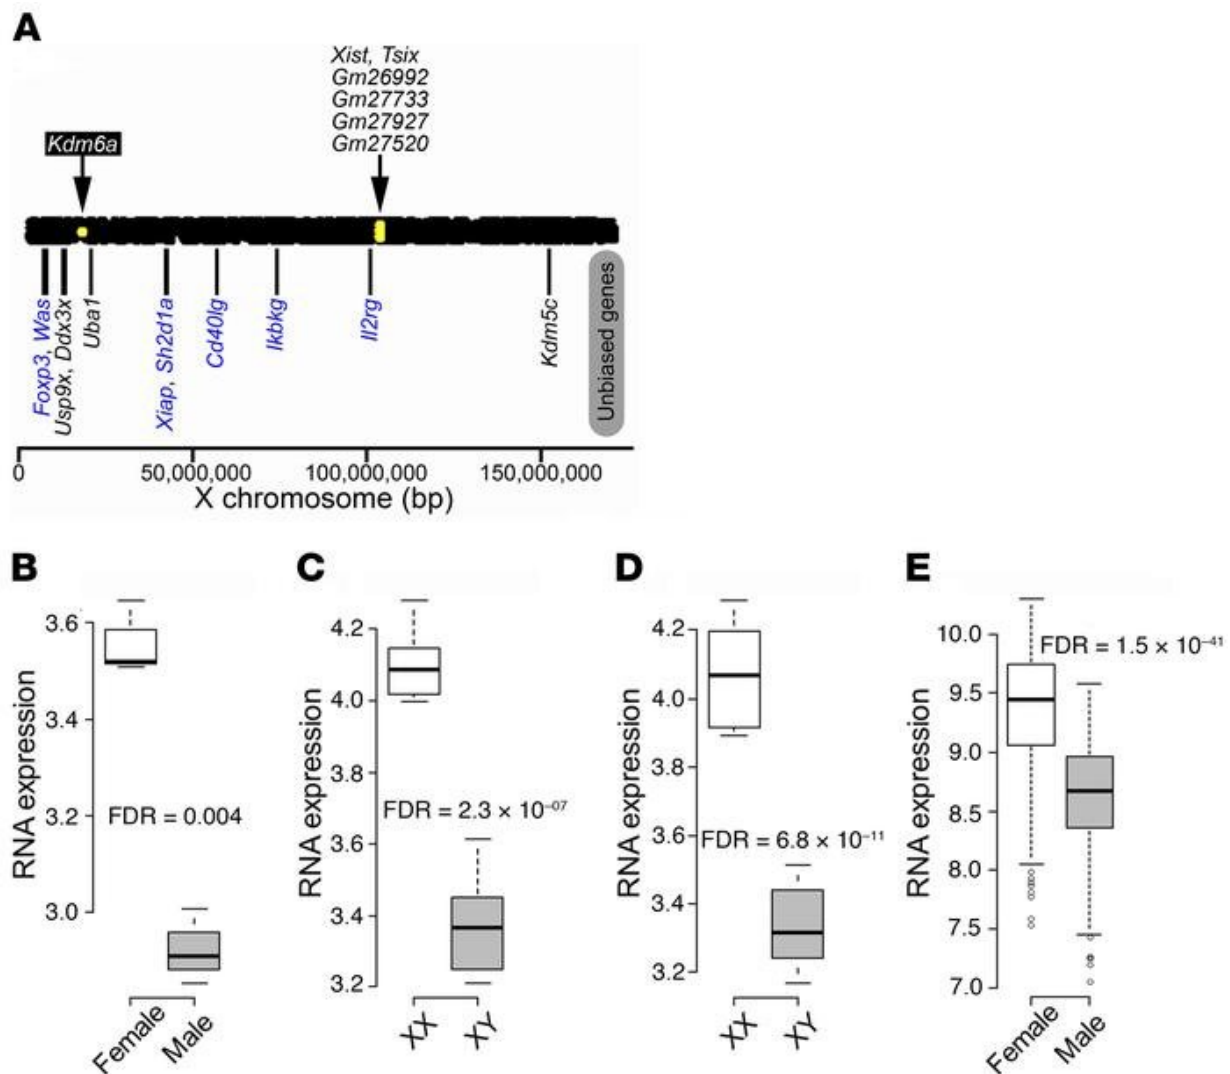 A
Xist, Tsix
Gm26992
Gm27733
Gm27927
Gm27520
Kdm6a
Foxp3, Was
Usp9x, Ddx3x
Uba1
Xiap, Sh2d1a
Cd40lg
Ikbkg
Il2rg
Kdm5c
Unbiased genes
0
50,000,000
100,000,000
150,000,000
X chromosome (bp)
B
RNA expression
3.6
3.4
3.2
3.0
FDR = 0.004
Female
Male
C
RNA expression
4.2
4.0
3.8
3.6
3.4
3.2
FDR = 2.3 × 10⁻⁰⁷
XX
XY
D
RNA expression
4.2
4.0
3.8
3.6
3.4
3.2
FDR = 6.8 × 10⁻¹¹
XX
XY
E
RNA expression
10.0
9.5
9.0
8.5
8.0
7.5
7.0
FDR = 1.5 × 10⁻⁴¹
Female
Male